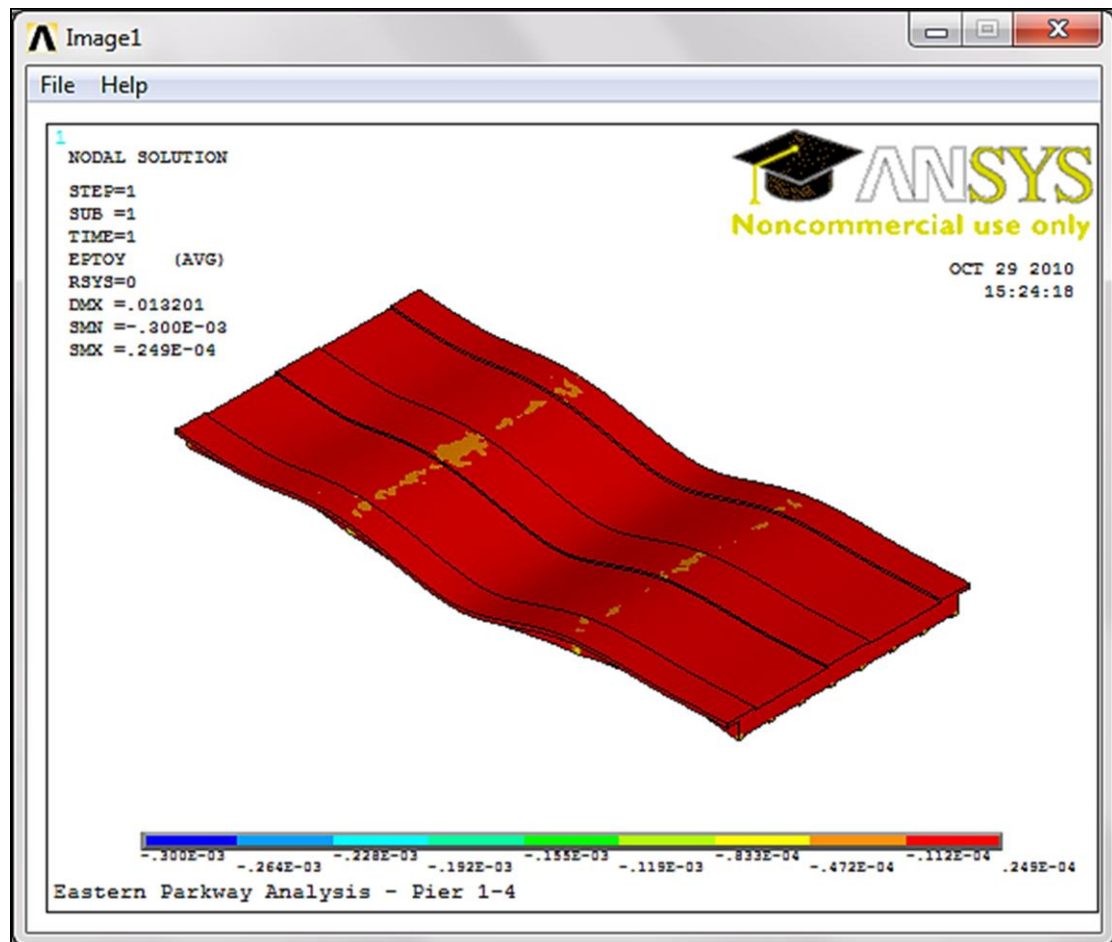 Image1
File Help
1
NODAL SOLUTION
STEP=1
SUB =1
TIME=1
EPTOY (AVG)
RSYS=0
DMX =.013201
SMN =-.300E-03
SMX =.249E-04
ANSYS
Noncommercial use only
OCT 29 2010
15:24:18
-.300E-03 -.228E-03 -.155E-03 -.833E-04 -.112E-04
-.264E-03 -.192E-03 -.119E-03 -.472E-04 .249E-04
Eastern Parkway Analysis - Pier 1-4